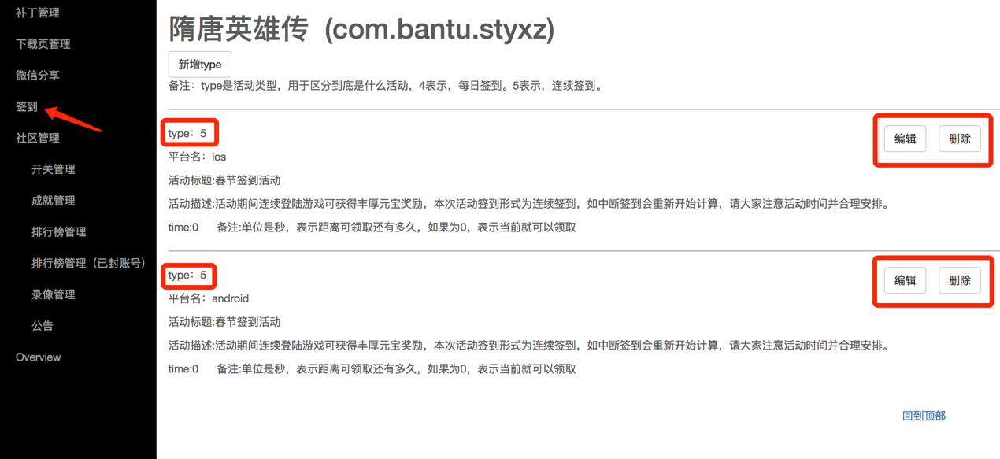 补丁管理
下载页管理
微信分享
签到
社区管理
开关管理
成就管理
排行榜管理
排行榜管理（已封账号）
录像管理
公告
Overview
隋唐英雄传 (com.bantu.styxz)
新增type
备注：type是活动类型，用于区分到底是什么活动，4表示，每日签到。5表示，连续签到。
type：5
编辑 删除
平台名：ios
活动标题:春节签到活动
活动描述:活动期间连续登陆游戏可获得丰厚元宝奖励，本次活动签到形式为连续签到，如中断签到会重新开始计算，请大家注意活动时间并合理安排。
time:0 备注:单位是秒，表示距离可领取还有多久，如果为0，表示当前就可以领取
type：5
编辑 删除
平台名：android
活动标题:春节签到活动
活动描述:活动期间连续登陆游戏可获得丰厚元宝奖励，本次活动签到形式为连续签到，如中断签到会重新开始计算，请大家注意活动时间并合理安排。
time:0 备注:单位是秒，表示距离可领取还有多久，如果为0，表示当前就可以领取
回到顶部